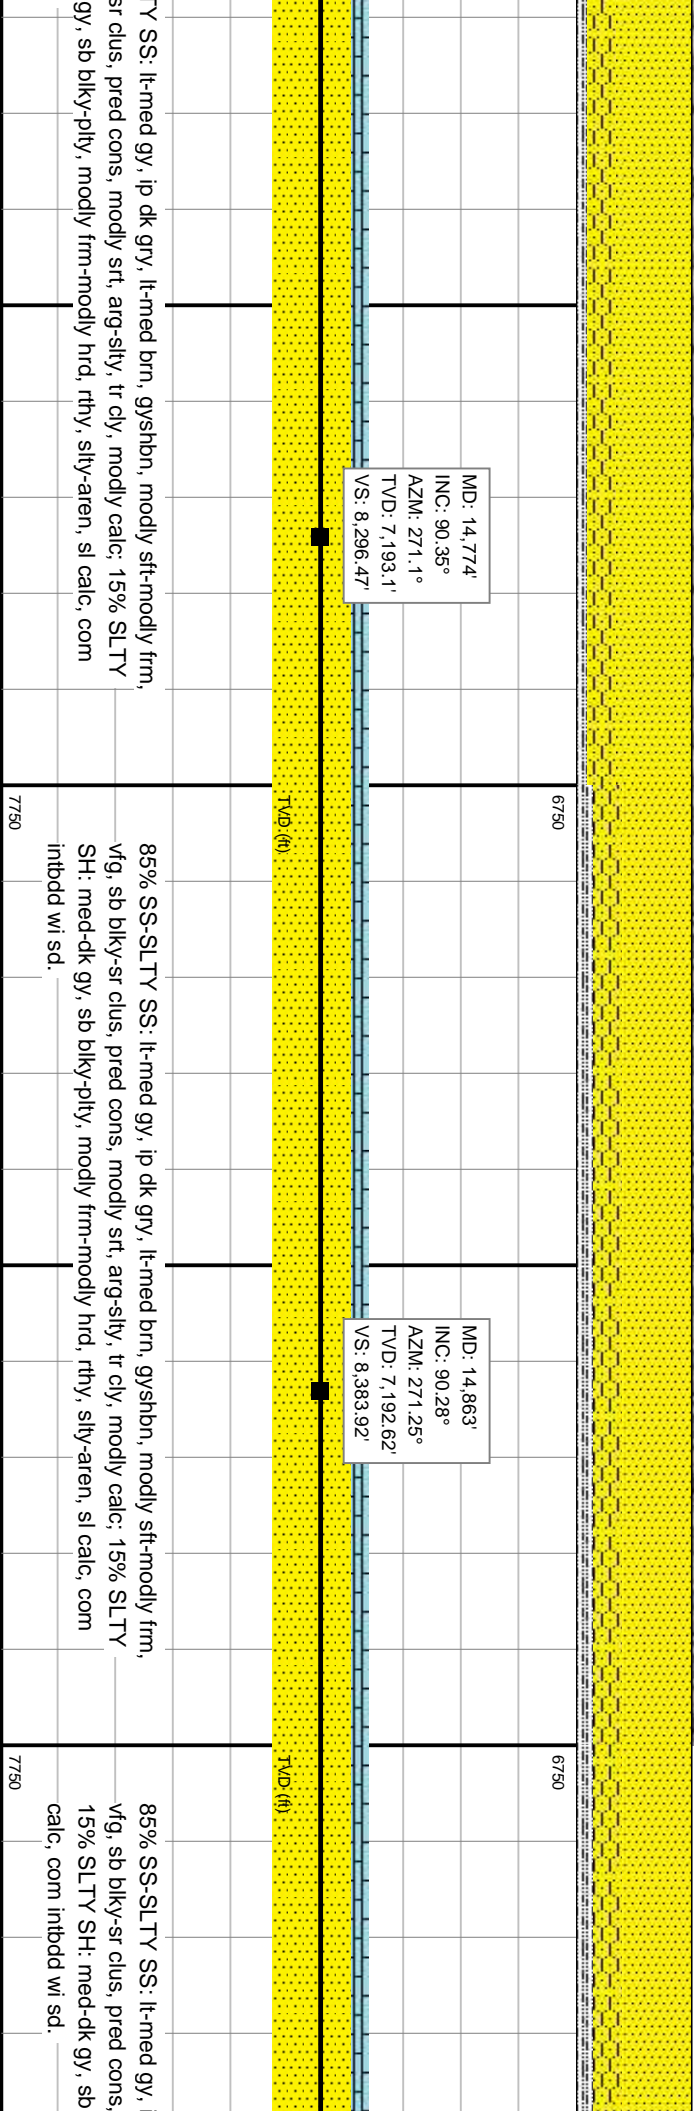 TY SS: lt-med gy, ip dk gry, lt-med brn, gyshbn, modly sft-modly frm,
sr clus, pred cons, modly srt, arg-slty, tr cly, modly calc; 15% SLTY
gy, sb blky-plty, modly frm-modly hrd, rthy, slty-aren, sl calc, com
MD: 14,774'
INC: 90.35°
AZM: 271.1°
TVD: 7,193.1'
VS: 8,296.47'
6750
TVD (ft)
7750
85% SS-SLTY SS: lt-med gy, ip dk gry, lt-med brn, gyshbn, modly sft-modly frm,
vfg, sb blky-sr clus, pred cons, modly srt, arg-slty, tr cly, modly calc; 15% SLTY
SH: med-dk gy, sb blky-plty, modly frm-modly hrd, rthy, slty-aren, sl calc, com
intbdd wi sd.
MD: 14,863'
INC: 90.28°
AZM: 271.25°
TVD: 7,192.62'
VS: 8,383.92'
6750
TVD (ft)
7750
85% SS-SLTY SS: lt-med gy,
vfg, sb blky-sr clus, pred cons,
15% SLTY SH: med-dk gy, sb
calc, com intbdd wi sd.